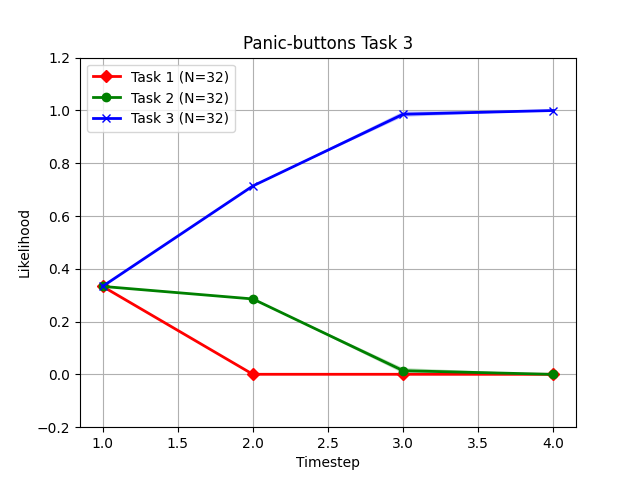 Panic-buttons Task 3
Task 1 (N=32)
Task 2 (N=32)
Task 3 (N=32)
Likelihood
1.2
1.0
0.8
0.6
0.4
0.2
0.0
−0.2
1.0 1.5 2.0 2.5 3.0 3.5 4.0
Timestep